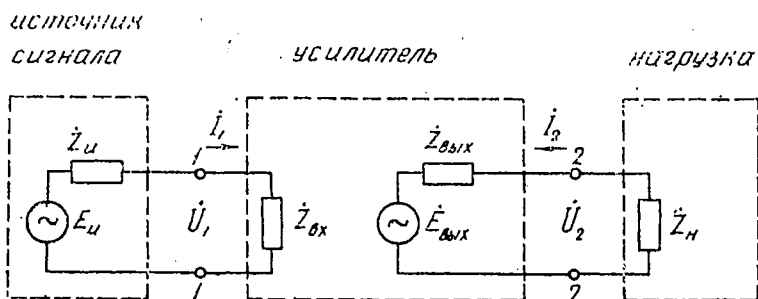 источник
сигнала
усилитель
нагрузка
Żи
1
İ1
Żвых
İ2
2
Eи
U̇1
Żвх
Ėвых
U̇2
Żн
1
2